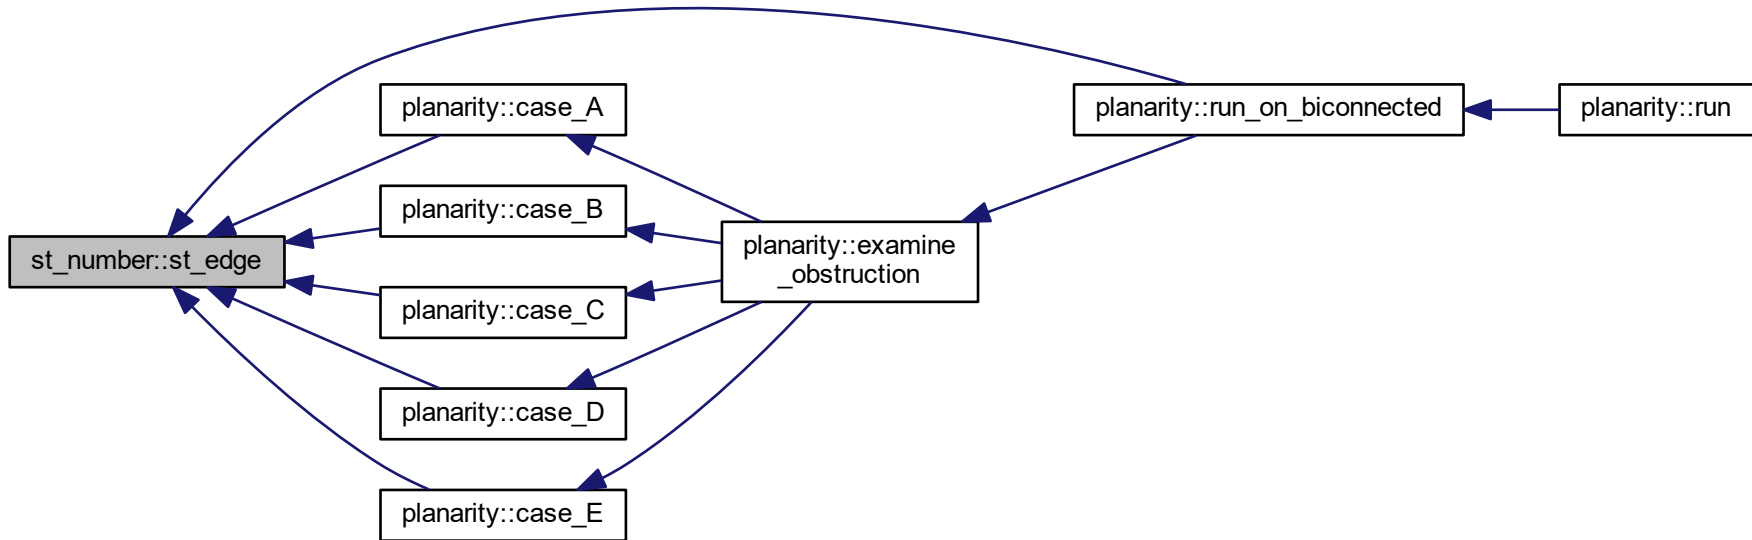 planarity::case_A
planarity::run_on_biconnected
planarity::run
planarity::case_B
st_number::st_edge
planarity::examine
_obstruction
planarity::case_C
planarity::case_D
planarity::case_E